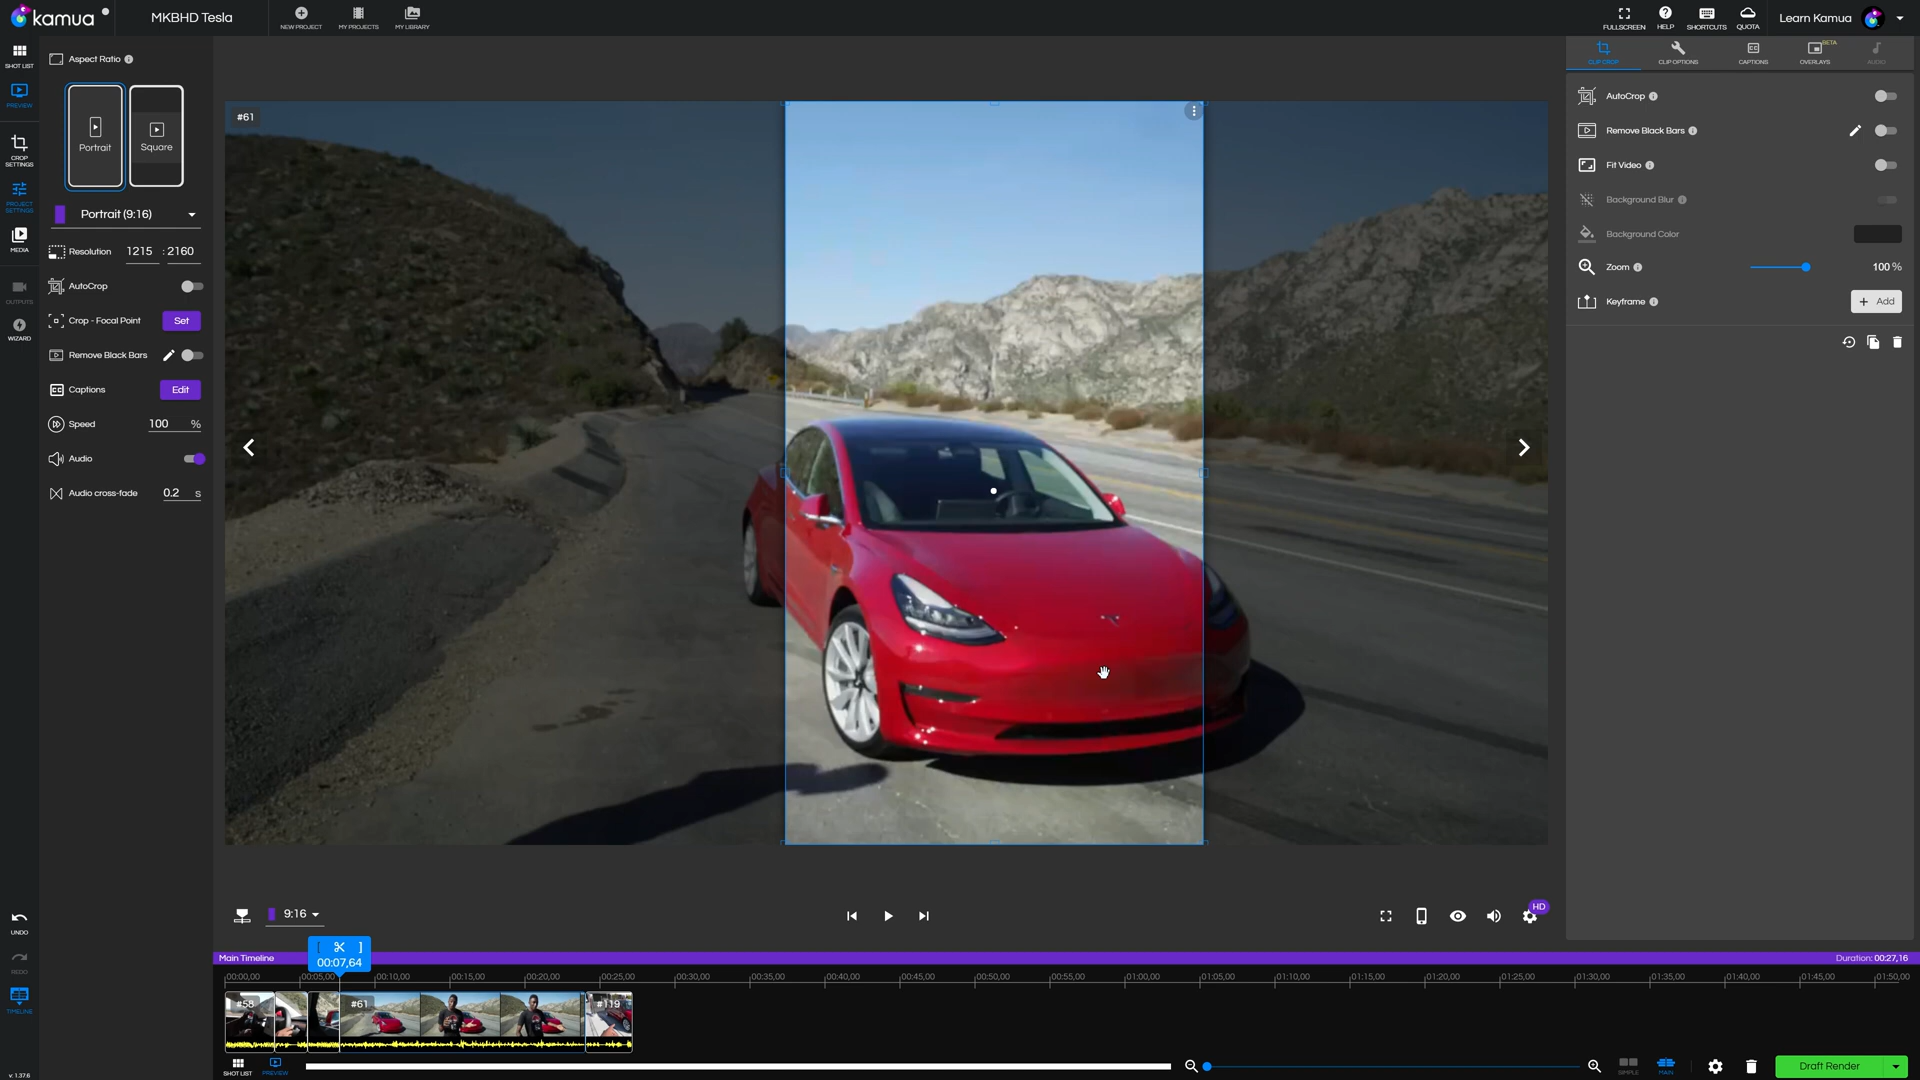 kamua
MKBHD Tesla
NEW PROJECT
MY PROJECTS
MY LIBRARY
FULLSCREEN
HELP
SHORTCUTS
QUOTA
Learn Kamua
SHOT LIST
PREVIEW
CROP SETTINGS
PROJECT SETTINGS
MEDIA
OUTPUTS
WIZARD
Aspect Ratio
Portrait
Square
Portrait (9:16)
Resolution 1215 : 2160
AutoCrop
Crop - Focal Point Set
Remove Black Bars
Captions Edit
Speed 100 %
Audio
Audio cross-fade 0.2 s
#61
CLIP CROP
CLIP OPTIONS
CAPTIONS
OVERLAYS
BETA
AUDIO
AutoCrop
Remove Black Bars
Fit Video
Background Blur
Background Color
Zoom 100 %
Keyframe + Add
9:16
HD
UNDO
REDO
TIMELINE
v: 1.37.6
[ ]
00:07,64
Main Timeline
Duration: 00:27,16
00:00,00 00:05,00 00:10,00 00:15,00 00:20,00 00:25,00 00:30,00 00:35,00 00:40,00 00:45,00 00:50,00 00:55,00 01:00,00 01:05,00 01:10,00 01:15,00 01:20,00 01:25,00 01:30,00 01:35,00 01:40,00 01:45,00 01:50,00
#58
#61
#119
SHOT LIST
PREVIEW
SIMPLE
MAIN
Draft Render